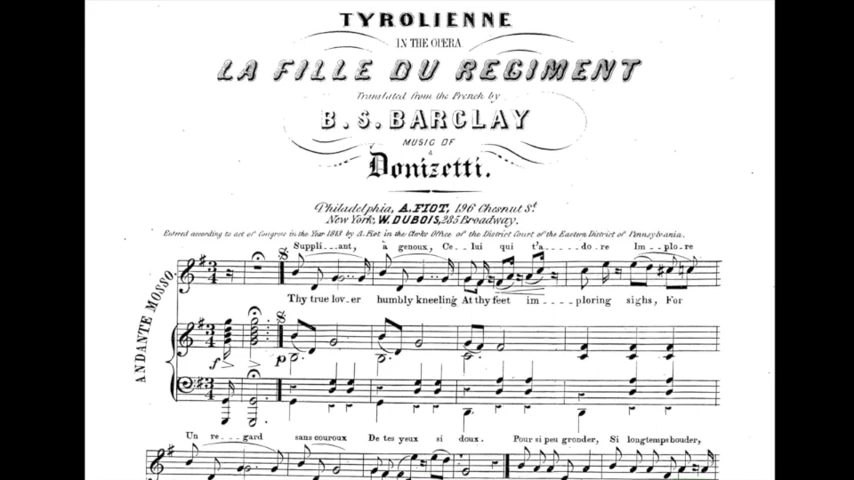 TYROLIENNE
IN THE OPERA
LA FILLE DU REGIMENT
Translated from the French by
B. S. BARCLAY
MUSIC OF
Donizetti.
Philadelphia, A. FIOT, 196 Chesnut St.
New York, W. DUBOIS, 285 Broadway.
Entered according to act of Congress in the Year 1843 by A. Fiot in the Clerks Office of the District Court of the Eastern District of Pennsylvania.
Suppli...ant, à genoux, Ce..lui qui t'a...do..re Im...plo..re
ANDANTE MOSSO.
Thy true lov_er humbly kneeling At thy feet im...ploring sighs, For
f
p
Un re...gard sans couroux De tes yeux si doux. Pour si peu gronder, Si longtemps bouder,